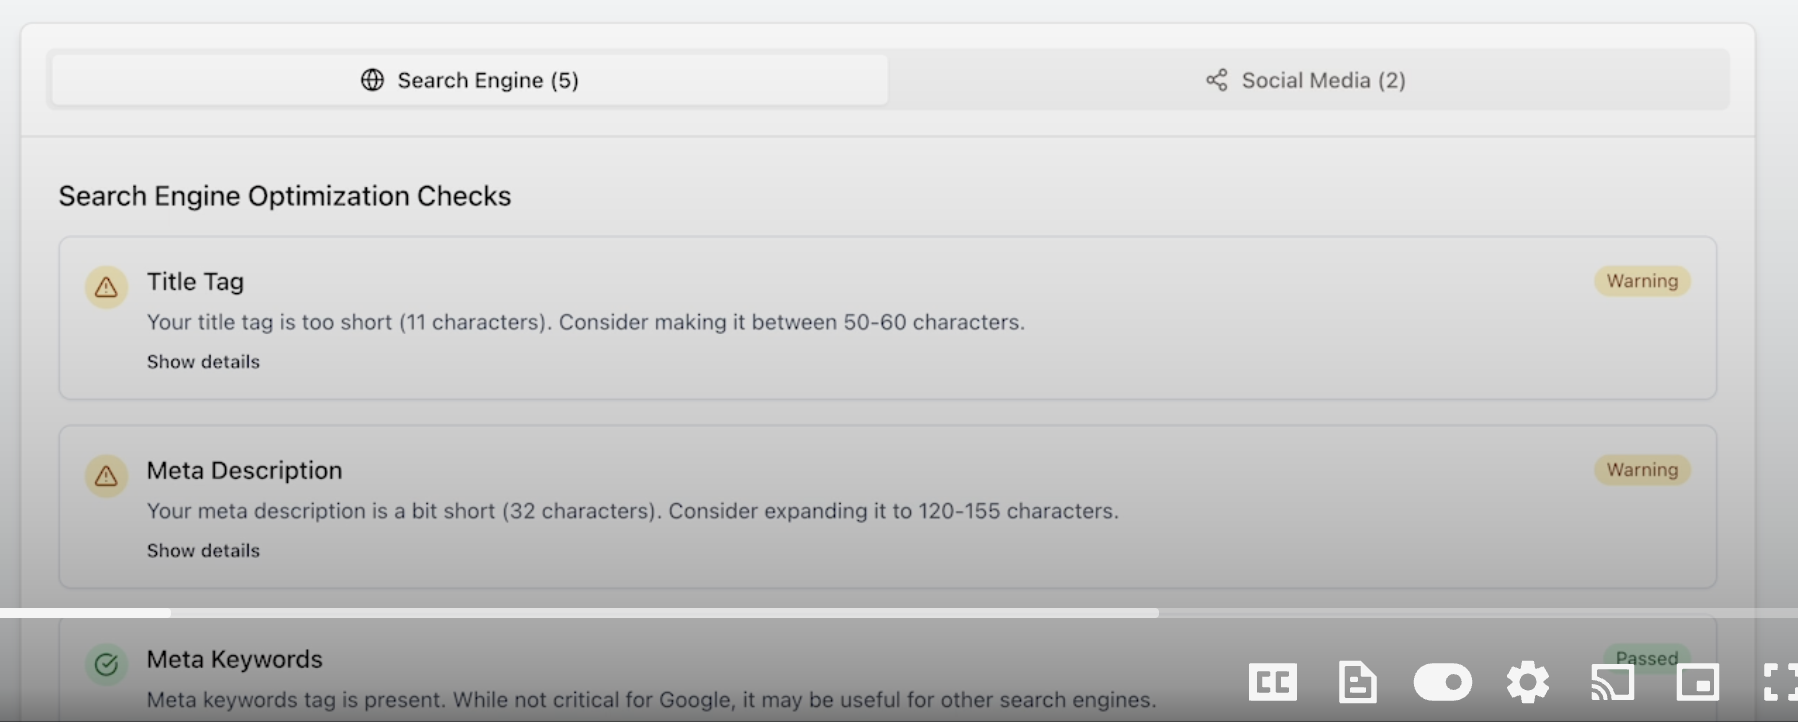 Search Engine (5)
Social Media (2)
Search Engine Optimization Checks
Title Tag
Warning
Your title tag is too short (11 characters). Consider making it between 50-60 characters.
Show details
Meta Description
Warning
Your meta description is a bit short (32 characters). Consider expanding it to 120-155 characters.
Show details
Meta Keywords
Passed
Meta keywords tag is present. While not critical for Google, it may be useful for other search engines.
CC